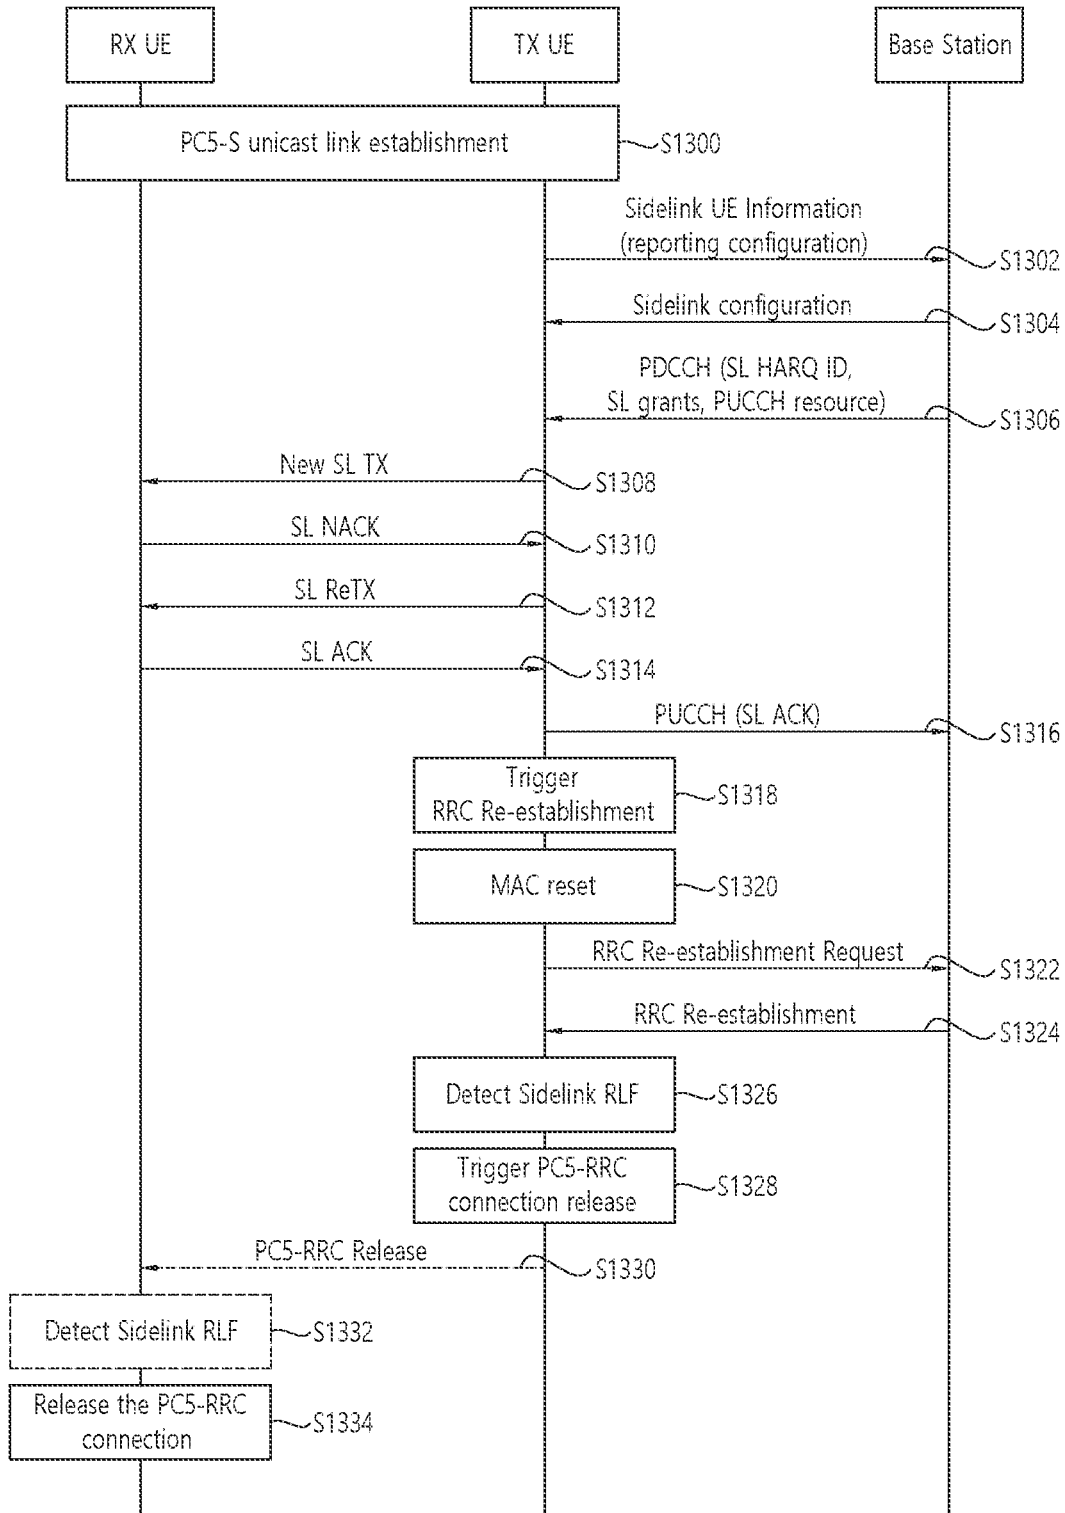 RX UE
TX UE
Base Station
PC5-S unicast link establishment
S1300
Sidelink UE Information
(reporting configuration)
S1302
Sidelink configuration
S1304
PDCCH (SL HARQ ID,
SL grants, PUCCH resource)
S1306
New SL TX
S1308
SL NACK
S1310
SL ReTX
S1312
SL ACK
S1314
PUCCH (SL ACK)
S1316
Trigger
RRC Re-establishment
S1318
MAC reset
S1320
RRC Re-establishment Request
S1322
RRC Re-establishment
S1324
Detect Sidelink RLF
S1326
Trigger PC5-RRC
connection release
S1328
PC5-RRC Release
S1330
Detect Sidelink RLF
S1332
Release the PC5-RRC
connection
S1334